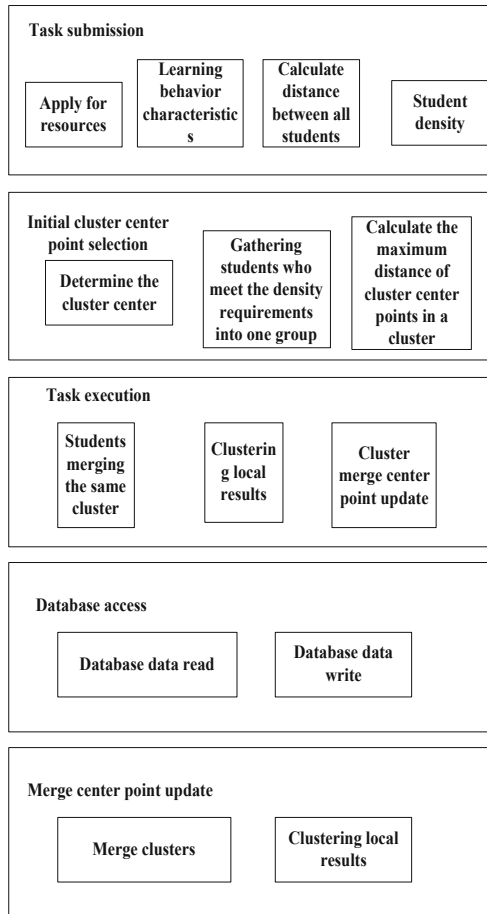 Task submission
Apply for
resources
Learning
behavior
characteristic
s
Calculate
distance
between all
students
Student
density
Initial cluster center
point selection
Determine the
cluster center
Gathering
students who
meet the density
requirements
into one group
Calculate the
maximum
distance of
cluster center
points in a
cluster
Task execution
Students
merging
the same
cluster
Clusterin
g local
results
Cluster
merge center
point update
Database access
Database data read
Database data
write
Merge center point update
Merge clusters
Clustering local
results